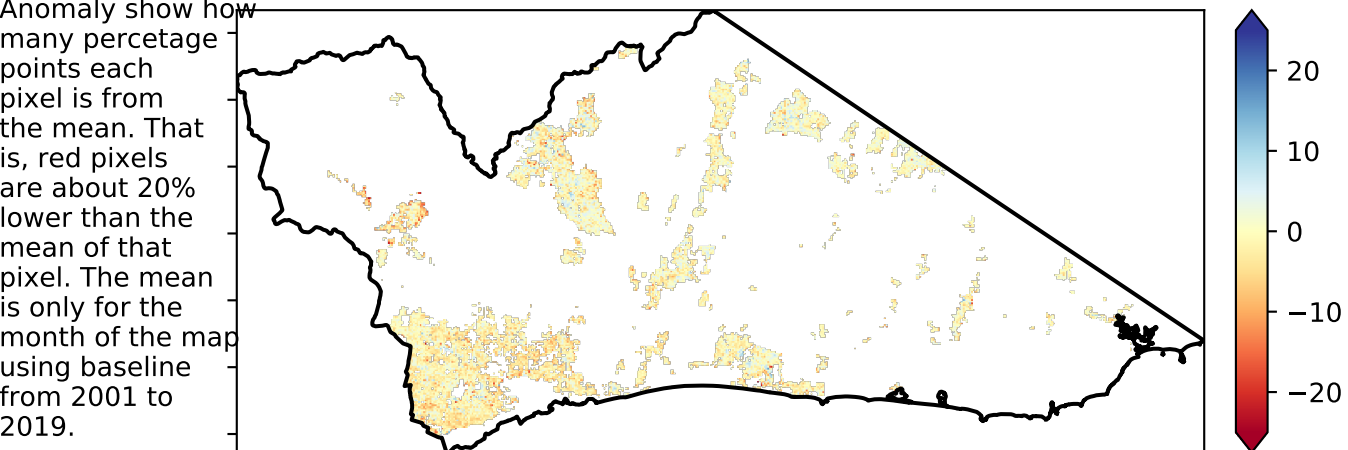 Anomaly show how
many percetage
points each
pixel is from
the mean. That
is, red pixels
are about 20%
lower than the
mean of that
pixel. The mean
is only for the
month of the map
using baseline
from 2001 to
2019.
20
10
0
−10
−20